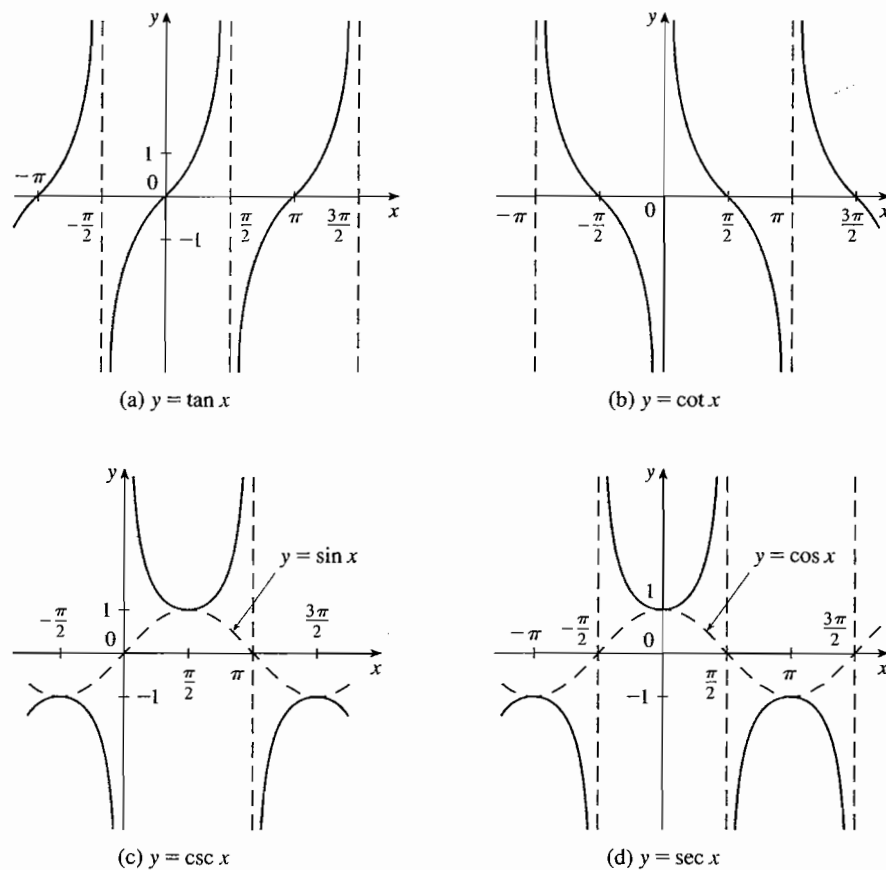 y
1
0
-π
-π/2
-1
π/2
π
3π/2
x
(a) y = tan x
y
0
-π
-π/2
π/2
π
3π/2
x
(b) y = cot x
y
y = sin x
1
-π/2
0
3π/2
x
π/2
π
-1
(c) y = csc x
y
y = cos x
1
-π
-π/2
0
3π/2
x
π/2
π
-1
(d) y = sec x